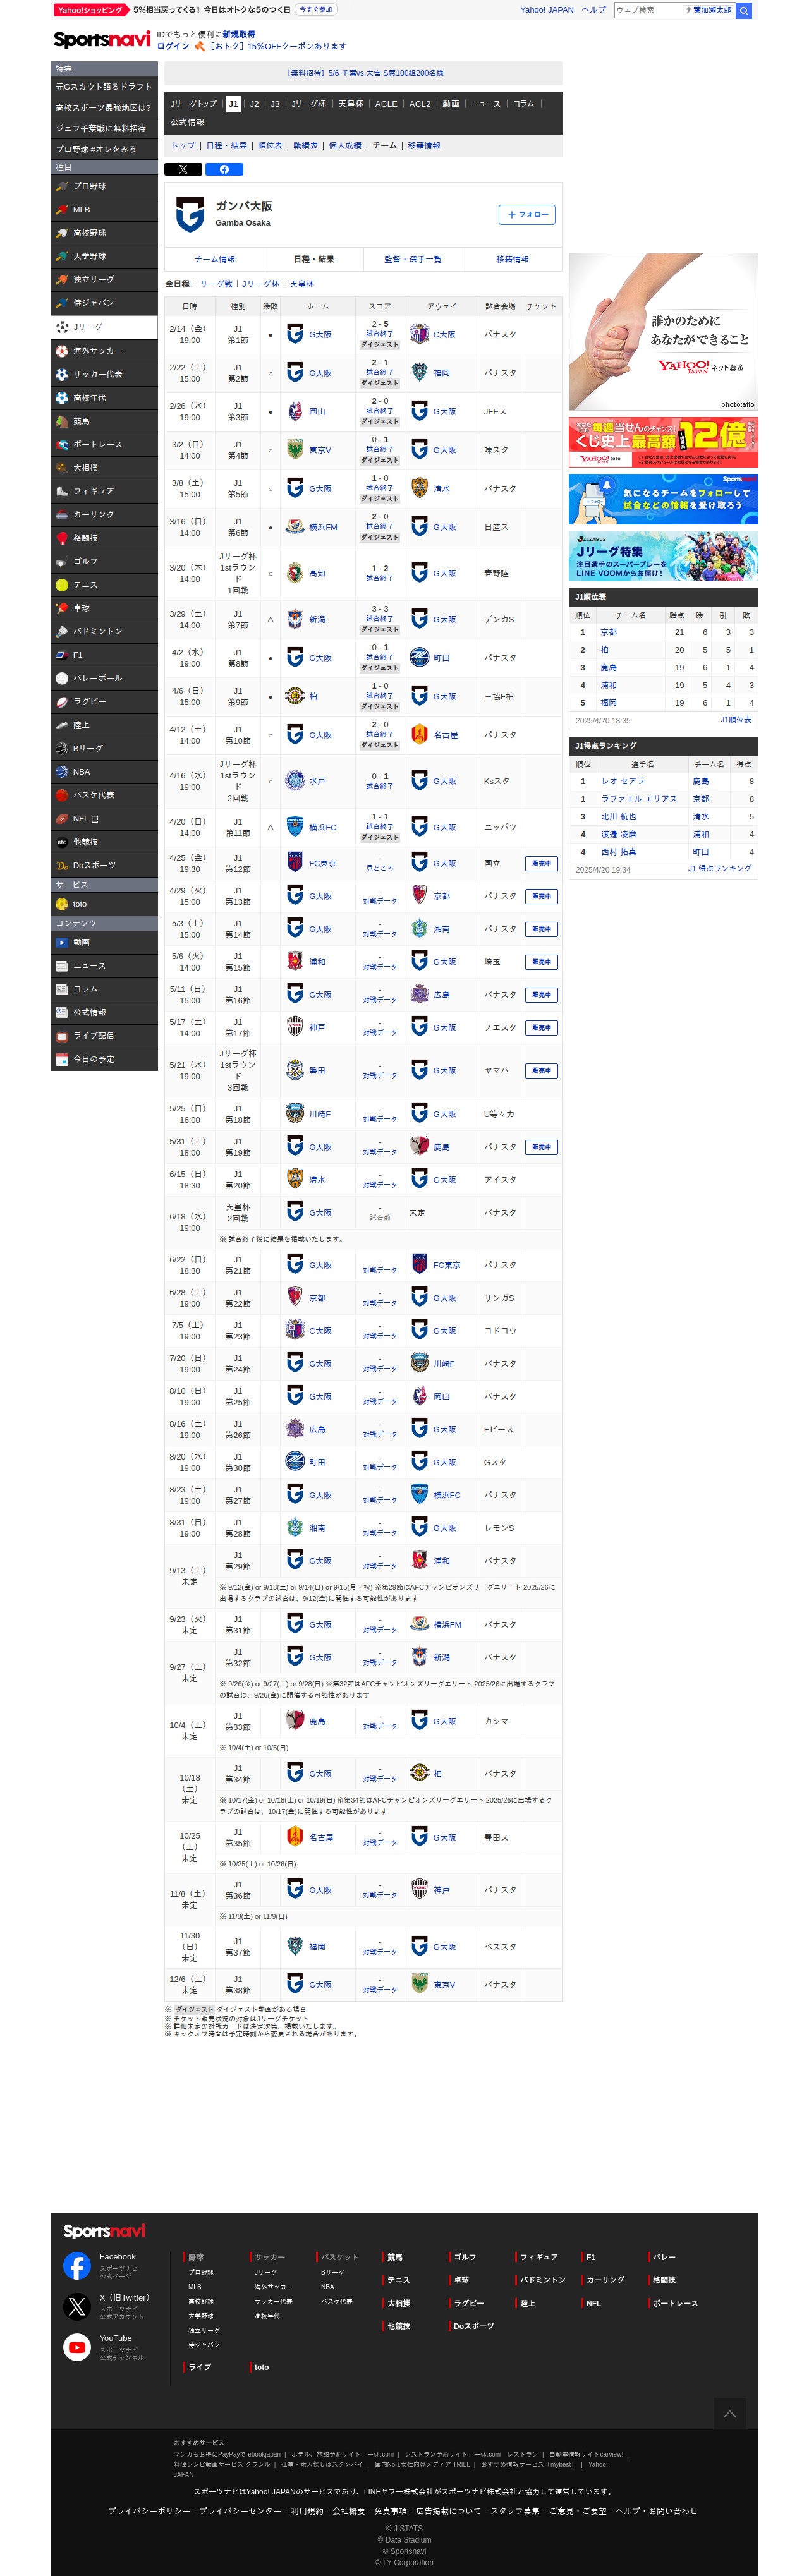 Yahoo!ショッピング 5%相当戻ってくる！今日はオトクな5のつく日 今すぐ参加
Yahoo! JAPAN ヘルプ
ウェブ検索
Sportsnavi
IDでもっと便利に新規取得
ログイン ［おトク］15%OFFクーポンあります
特集
元Gスカウト語るドラフト
高校スポーツ最強地区は?
ジェフ千葉戦に無料招待
プロ野球 #オレをみろ
種目
プロ野球
MLB
高校野球
大学野球
独立リーグ
侍ジャパン
Jリーグ
海外サッカー
サッカー代表
高校年代
競馬
ボートレース
大相撲
フィギュア
カーリング
格闘技
ゴルフ
テニス
卓球
バドミントン
F1
バレーボール
ラグビー
陸上
Bリーグ
NBA
バスケ代表
NFL
他競技
Doスポーツ
サービス
toto
コンテンツ
動画
ニュース
コラム
公式情報
ライブ配信
今日の予定
【無料招待】5/6 千葉vs.大宮 S席100組200名様
Jリーグトップ J1 J2 J3 Jリーグ杯 天皇杯 ACLE ACL2 動画 ニュース コラム
公式情報
トップ 日程・結果 順位表 戦績表 個人成績 チーム 移籍情報
ガンバ大阪
Gamba Osaka
＋ フォロー
チーム情報 日程・結果 監督・選手一覧 移籍情報
全日程 リーグ戦 Jリーグ杯 天皇杯
日時 種別 勝敗 ホーム スコア アウェイ 試合会場 チケット
2/14（金）19:00 J1 第1節 ● G大阪 2 - 5 試合終了 ダイジェスト C大阪 パナスタ
2/22（土）15:00 J1 第2節 ○ G大阪 2 - 1 試合終了 ダイジェスト 福岡 パナスタ
2/26（水）19:00 J1 第3節 ● 岡山 2 - 0 試合終了 ダイジェスト G大阪 JFEス
3/2（日）14:00 J1 第4節 ○ 東京V 0 - 1 試合終了 ダイジェスト G大阪 味スタ
3/8（土）15:00 J1 第5節 ○ G大阪 1 - 0 試合終了 ダイジェスト 清水 パナスタ
3/16（日）14:00 J1 第6節 ● 横浜FM 2 - 0 試合終了 ダイジェスト G大阪 日産ス
3/20（木）14:00 Jリーグ杯 1stラウンド 1回戦 ○ 高知 1 - 2 試合終了 G大阪 春野陸
3/29（土）14:00 J1 第7節 △ 新潟 3 - 3 試合終了 ダイジェスト G大阪 デンカS
4/2（水）19:00 J1 第8節 ● G大阪 0 - 1 試合終了 ダイジェスト 町田 パナスタ
4/6（日）15:00 J1 第9節 ● 柏 1 - 0 試合終了 ダイジェスト G大阪 三協F柏
4/12（土）14:00 J1 第10節 ○ G大阪 2 - 0 試合終了 ダイジェスト 名古屋 パナスタ
4/16（水）19:00 Jリーグ杯 1stラウンド 2回戦 ○ 水戸 0 - 1 試合終了 G大阪 Ksスタ
4/20（日）14:00 J1 第11節 △ 横浜FC 1 - 1 試合終了 ダイジェスト G大阪 ニッパツ
4/25（金）19:30 J1 第12節 FC東京 - 見どころ G大阪 国立 販売中
4/29（火）15:00 J1 第13節 G大阪 - 対戦データ 京都 パナスタ 販売中
5/3（土）15:00 J1 第14節 G大阪 - 対戦データ 湘南 パナスタ 販売中
5/6（火）14:00 J1 第15節 浦和 - 対戦データ G大阪 埼玉 販売中
5/11（日）15:00 J1 第16節 G大阪 - 対戦データ 広島 パナスタ 販売中
5/17（土）14:00 J1 第17節 神戸 - 対戦データ G大阪 ノエスタ 販売中
5/21（水）19:00 Jリーグ杯 1stラウンド 3回戦 磐田 - 対戦データ G大阪 ヤマハ 販売中
5/25（日）16:00 J1 第18節 川崎F - 対戦データ G大阪 U等々力
5/31（土）18:00 J1 第19節 G大阪 - 対戦データ 鹿島 パナスタ 販売中
6/15（日）18:30 J1 第20節 清水 - 対戦データ G大阪 アイスタ
6/18（水）19:00 天皇杯 2回戦 G大阪 - 試合前 未定 パナスタ
※ 試合終了後に結果を掲載いたします。
6/22（日）18:30 J1 第21節 G大阪 - 対戦データ FC東京 パナスタ
6/28（土）19:00 J1 第22節 京都 - 対戦データ G大阪 サンガS
7/5（土）19:00 J1 第23節 C大阪 - 対戦データ G大阪 ヨドコウ
7/20（日）19:00 J1 第24節 G大阪 - 対戦データ 川崎F パナスタ
8/10（日）19:00 J1 第25節 G大阪 - 対戦データ 岡山 パナスタ
8/16（土）19:00 J1 第26節 広島 - 対戦データ G大阪 Eピース
8/20（水）19:00 J1 第30節 町田 - 対戦データ G大阪 Gスタ
8/23（土）19:00 J1 第27節 G大阪 - 対戦データ 横浜FC パナスタ
8/31（日）19:00 J1 第28節 湘南 - 対戦データ G大阪 レモンS
9/13（土）未定 J1 第29節 G大阪 - 対戦データ 浦和 パナスタ
※ 9/12(金) or 9/13(土) or 9/14(日) or 9/15(月・祝) ※第29節はAFCチャンピオンズリーグエリート 2025/26に出場するクラブの試合は、9/12(金)に開催する可能性があります
9/23（火）未定 J1 第31節 G大阪 - 対戦データ 横浜FM パナスタ
9/27（土）未定 J1 第32節 G大阪 - 対戦データ 新潟 パナスタ
※ 9/26(金) or 9/27(土) or 9/28(日) ※第32節はAFCチャンピオンズリーグエリート 2025/26に出場するクラブの試合は、9/26(金)に開催する可能性があります
10/4（土）未定 J1 第33節 鹿島 - 対戦データ G大阪 カシマ
※ 10/4(土) or 10/5(日)
10/18（土）未定 J1 第34節 G大阪 - 対戦データ 柏 パナスタ
※ 10/17(金) or 10/18(土) or 10/19(日) ※第34節はAFCチャンピオンズリーグエリート 2025/26に出場するクラブの試合は、10/17(金)に開催する可能性があります
10/25（土）未定 J1 第35節 名古屋 - 対戦データ G大阪 豊田ス
※ 10/25(土) or 10/26(日)
11/8（土）未定 J1 第36節 G大阪 - 対戦データ 神戸 パナスタ
※ 11/8(土) or 11/9(日)
11/30（日）未定 J1 第37節 福岡 - 対戦データ G大阪 ベススタ
12/6（土）未定 J1 第38節 G大阪 - 対戦データ 東京V パナスタ
※ ダイジェスト ダイジェスト動画がある場合
※ チケット販売状況の対象はJリーグチケット
※ 詳細未定の対戦カードは決定次第、掲載いたします。
※ キックオフ時間は予定時刻から変更される場合があります。
誰かのために
あなたができること
YAHOO! JAPAN ネット募金
photo:aflo
毎週当せんのチャンス!
くじ史上最高額 12億
YAHOO! JAPAN toto
Sportsnavi
気になるチームをフォローして
試合などの情報を受け取ろう
J.LEAGUE
Jリーグ特集
注目選手のスーパープレーを
LINE VOOMからお届け!
J1順位表
順位 チーム名 勝点 勝 引 敗
1 京都 21 6 3 3
2 柏 20 5 5 1
3 鹿島 19 6 1 4
4 浦和 19 5 4 3
5 福岡 19 6 1 4
2025/4/20 18:35 J1順位表
J1得点ランキング
順位 選手名 チーム名 得点
1 レオ セアラ 鹿島 8
1 ラファエル エリアス 京都 8
3 北川 航也 清水 5
4 渡邊 凌磨 浦和 4
4 西村 拓真 町田 4
2025/4/20 19:34 J1 得点ランキング
Sportsnavi
Facebook
スポーツナビ
公式ページ
X（旧Twitter）
スポーツナビ
公式アカウント
YouTube
スポーツナビ
公式チャンネル
野球
プロ野球
MLB
高校野球
大学野球
独立リーグ
侍ジャパン
サッカー
Jリーグ
海外サッカー
サッカー代表
高校年代
バスケット
Bリーグ
NBA
バスケ代表
競馬 ゴルフ フィギュア F1 バレー
テニス 卓球 バドミントン カーリング 格闘技
大相撲 ラグビー 陸上 NFL ボートレース
他競技 Doスポーツ
ライブ toto
おすすめサービス
マンガもお得にPayPayで ebookjapan | ホテル、旅館予約サイト 一休.com | レストラン予約サイト 一休.com レストラン | 自動車情報サイトcarview! |
料理レシピ動画サービス クラシル | 仕事・求人探しはスタンバイ | 国内No.1女性向けメディア TRILL | おすすめ情報サービス「mybest」 | Yahoo!
JAPAN
スポーツナビはYahoo! JAPANのサービスであり、LINEヤフー株式会社がスポーツナビ株式会社と協力して運営しています。
プライバシーポリシー - プライバシーセンター - 利用規約 - 会社概要 - 免責事項 - 広告掲載について - スタッフ募集 - ご意見・ご要望 - ヘルプ・お問い合わせ
© J STATS
© Data Stadium
© Sportsnavi
© LY Corporation